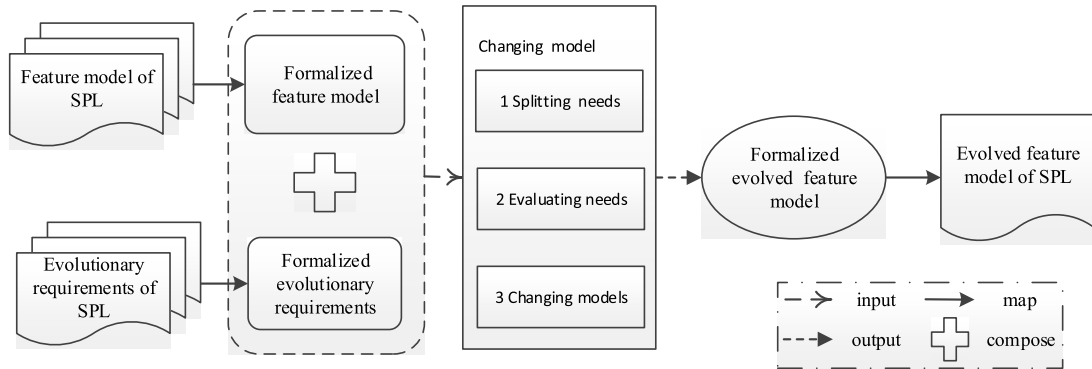 Feature model of
SPL
Formalized
feature model
Evolutionary
requirements of
SPL
Formalized
evolutionary
requirements
Changing model
1 Splitting needs
2 Evaluating needs
3 Changing models
Formalized
evolved feature
model
Evolved feature
model of SPL
input
map
output
compose